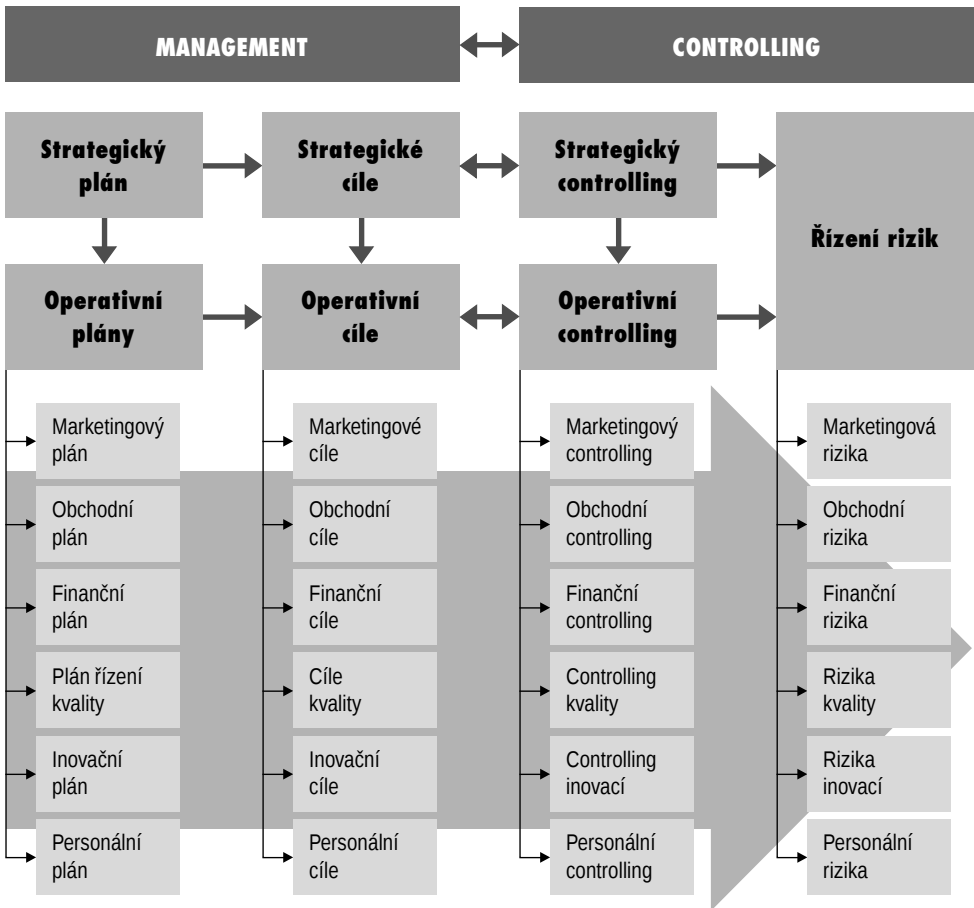 MANAGEMENT
CONTROLLING
Strategický
plán
Strategické
cíle
Strategický
controlling
Řízení rizik
Operativní
plány
Operativní
cíle
Operativní
controlling
Marketingový
plán
Marketingové
cíle
Marketingový
controlling
Marketingová
rizika
Obchodní
plán
Obchodní
cíle
Obchodní
controlling
Obchodní
rizika
Finanční
plán
Finanční
cíle
Finanční
controlling
Finanční
rizika
Plán řízení
kvality
Cíle
kvality
Controlling
kvality
Rizika
kvality
Inovační
plán
Inovační
cíle
Controlling
inovací
Rizika
inovací
Personální
plán
Personální
cíle
Personální
controlling
Personální
rizika